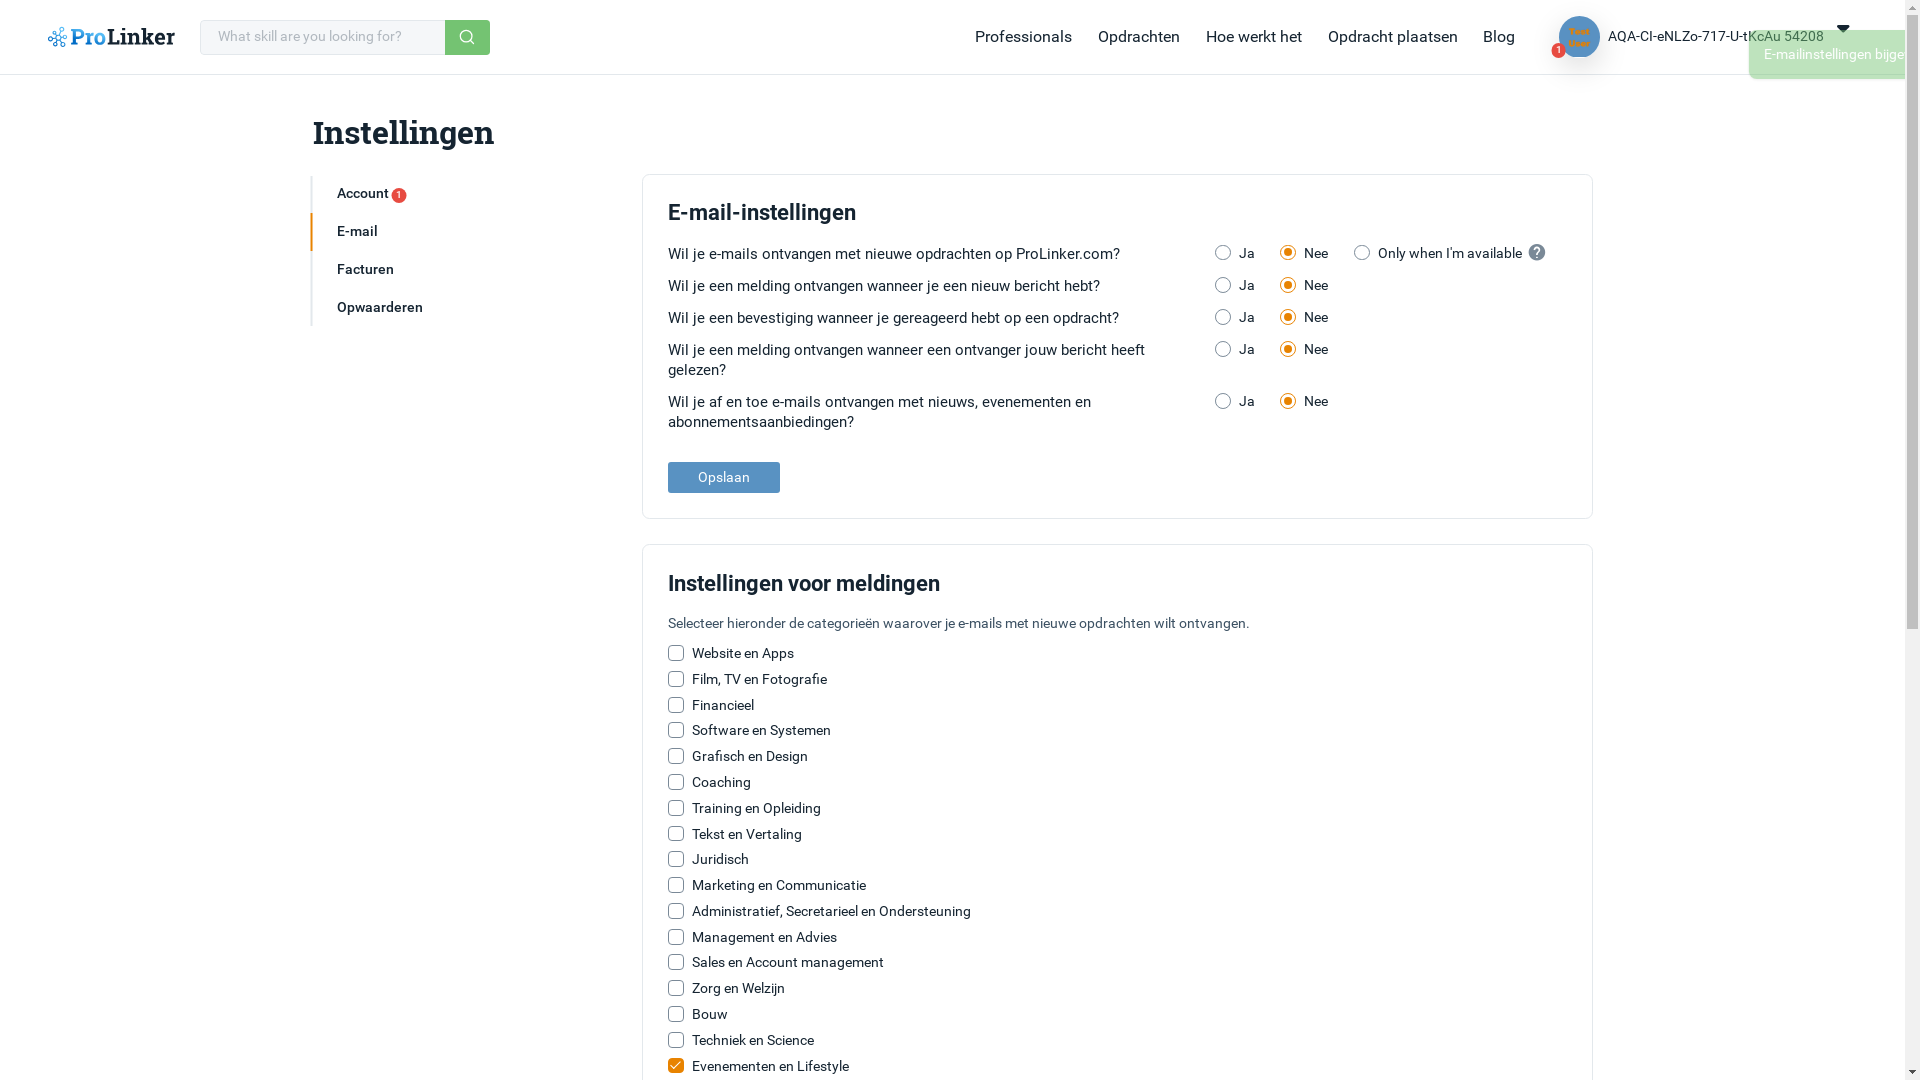 ProLinker
What skill are you looking for?
Professionals
Opdrachten
Hoe werkt het
Opdracht plaatsen
Blog
Test
User
1
AQA-CI-eNLZo-717-U-tKcAu 54208
E-mailinstellingen
Instellingen
Account 1
E-mail
Facturen
Opwaarderen
E-mail-instellingen
Wil je e-mails ontvangen met nieuwe opdrachten op ProLinker.com? Ja Nee Only when I'm available ?
Wil je een melding ontvangen wanneer je een nieuw bericht hebt? Ja Nee
Wil je een bevestiging wanneer je gereageerd hebt op een opdracht? Ja Nee
Wil je een melding ontvangen wanneer een ontvanger jouw bericht heeft Ja Nee
gelezen?
Wil je af en toe e-mails ontvangen met nieuws, evenementen en Ja Nee
abonnementsaanbiedingen?
Opslaan
Instellingen voor meldingen
Selecteer hieronder de categorieën waarover je e-mails met nieuwe opdrachten wilt ontvangen.
Website en Apps
Film, TV en Fotografie
Financieel
Software en Systemen
Grafisch en Design
Coaching
Training en Opleiding
Tekst en Vertaling
Juridisch
Marketing en Communicatie
Administratief, Secretarieel en Ondersteuning
Management en Advies
Sales en Account management
Zorg en Welzijn
Bouw
Techniek en Science
Evenementen en Lifestyle